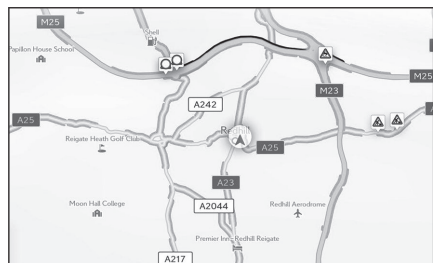 M25
Shell
Papillon House School
M25
M23
A242
A25
Redhill
Reigate Heath Golf Club
A25
A23
Moon Hall College
A2044
Redhill Aerodrome
Premier Inn Redhill Reigate
A217